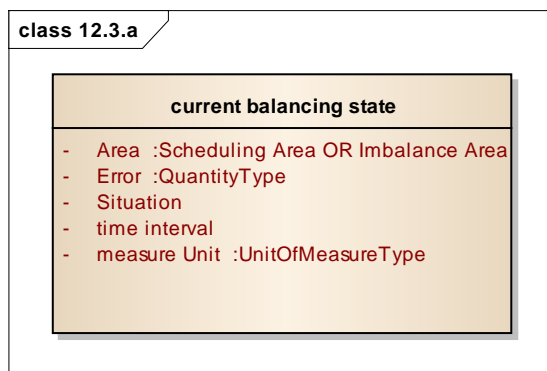 class 12.3.a
current balancing state
- Area :Scheduling Area OR Imbalance Area
- Error :QuantityType
- Situation
- time interval
- measure Unit :UnitOfMeasureType